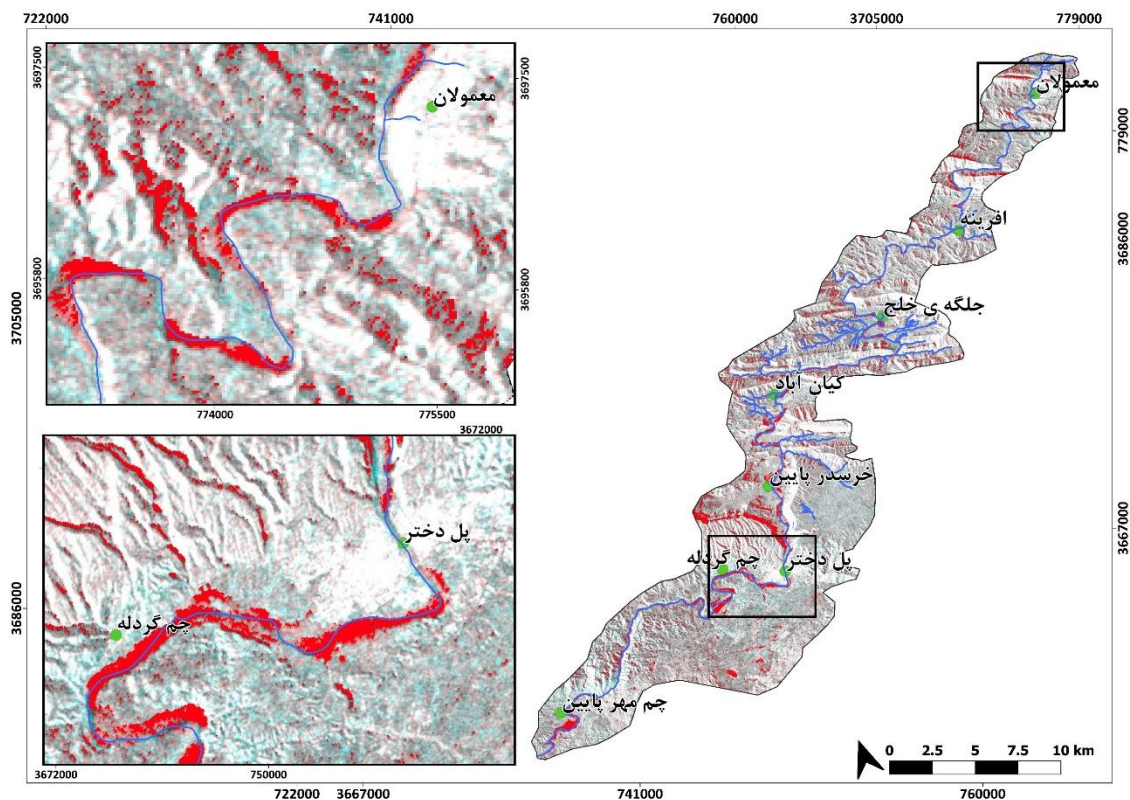 722000 741000 760000 3705000 779000
3697500
3697500
معمولان
3695800
3695800
3705000
774000 775500
3672000
پل دختر
چم گردله
3686000
3672000 750000
722000 3667000 741000 760000
معمولان
779000
افرینه
3686000
جلگه ی خلج
کیان آباد
خرسدر پایین
3667000
چم گردله
پل دختر
چم مهر پایین
0 2.5 5 7.5 10 km